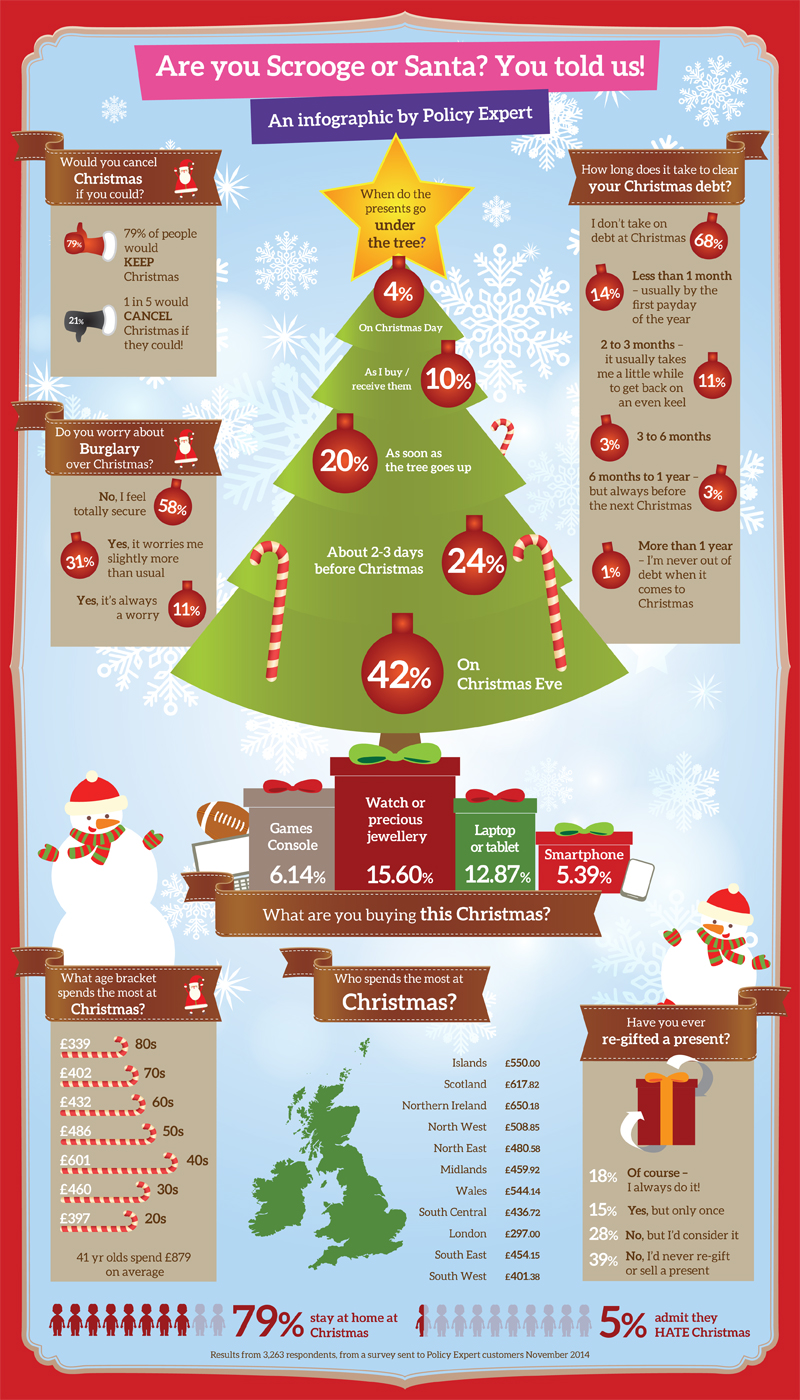 Are you Scrooge or Santa? You told us!
An infographic by Policy Expert
Would you cancel
Christmas
if you could?
79%
79% of people
would
KEEP
Christmas
21%
1 in 5 would
CANCEL
Christmas if
they could!
Do you worry about
Burglary
over Christmas?
No, I feel
totally secure
58%
31%
Yes, it worries me
slightly more
than usual
Yes, it's always
a worry
11%
When do the
presents go
under
the tree?
4%
On Christmas Day
As I buy /
receive them
10%
20%
As soon as
the tree goes up
About 2-3 days
before Christmas
24%
42%
On
Christmas Eve
How long does it take to clear
your Christmas debt?
I don't take on
debt at Christmas
68%
14%
Less than 1 month
– usually by the
first payday
of the year
2 to 3 months –
it usually takes
me a little while
to get back on
an even keel
11%
3%
3 to 6 months
6 months to 1 year –
but always before
the next Christmas
3%
1%
More than 1 year
– I'm never out of
debt when it
comes to
Christmas
Games
Console
6.14%
Watch or
precious
jewellery
15.60%
Laptop
or tablet
12.87%
Smartphone
5.39%
What are you buying this Christmas?
What age bracket
spends the most at
Christmas?
£339 80s
£402 70s
£432 60s
£486 50s
£601 40s
£460 30s
£397 20s
41 yr olds spend £879
on average
Who spends the most at
Christmas?
Islands £550.00
Scotland £617.82
Northern Ireland £650.18
North West £508.85
North East £480.58
Midlands £459.92
Wales £544.14
South Central £436.72
London £297.00
South East £454.15
South West £401.38
Have you ever
re-gifted a present?
18% Of course –
I always do it!
15% Yes, but only once
28% No, but I'd consider it
39% No, I'd never re-gift
or sell a present
79% stay at home at
Christmas
5% admit they
HATE Christmas
Results from 3,263 respondents, from a survey sent to Policy Expert customers November 2014